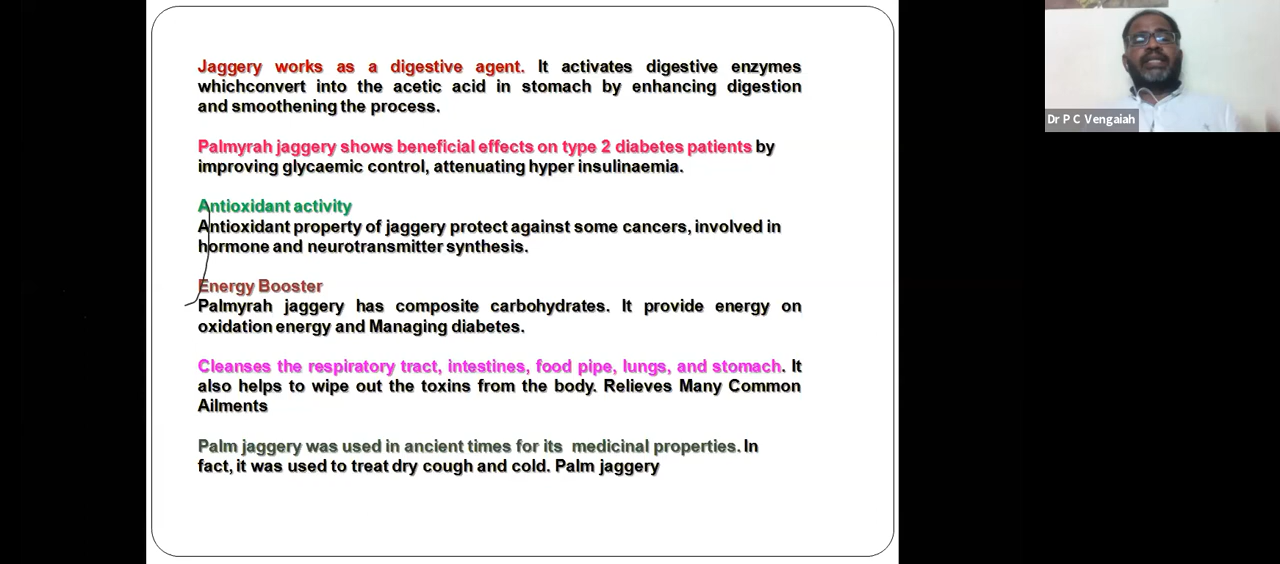 Jaggery works as a digestive agent. It activates digestive enzymes
whichconvert into the acetic acid in stomach by enhancing digestion
and smoothening the process.
Palmyrah jaggery shows beneficial effects on type 2 diabetes patients by
improving glycaemic control, attenuating hyper insulinaemia.
Antioxidant activity
Antioxidant property of jaggery protect against some cancers, involved in
hormone and neurotransmitter synthesis.
Energy Booster
Palmyrah jaggery has composite carbohydrates. It provide energy on
oxidation energy and Managing diabetes.
Cleanses the respiratory tract, intestines, food pipe, lungs, and stomach. It
also helps to wipe out the toxins from the body. Relieves Many Common
Ailments
Palm jaggery was used in ancient times for its medicinal properties. In
fact, it was used to treat dry cough and cold. Palm jaggery
Dr P C Vengaiah